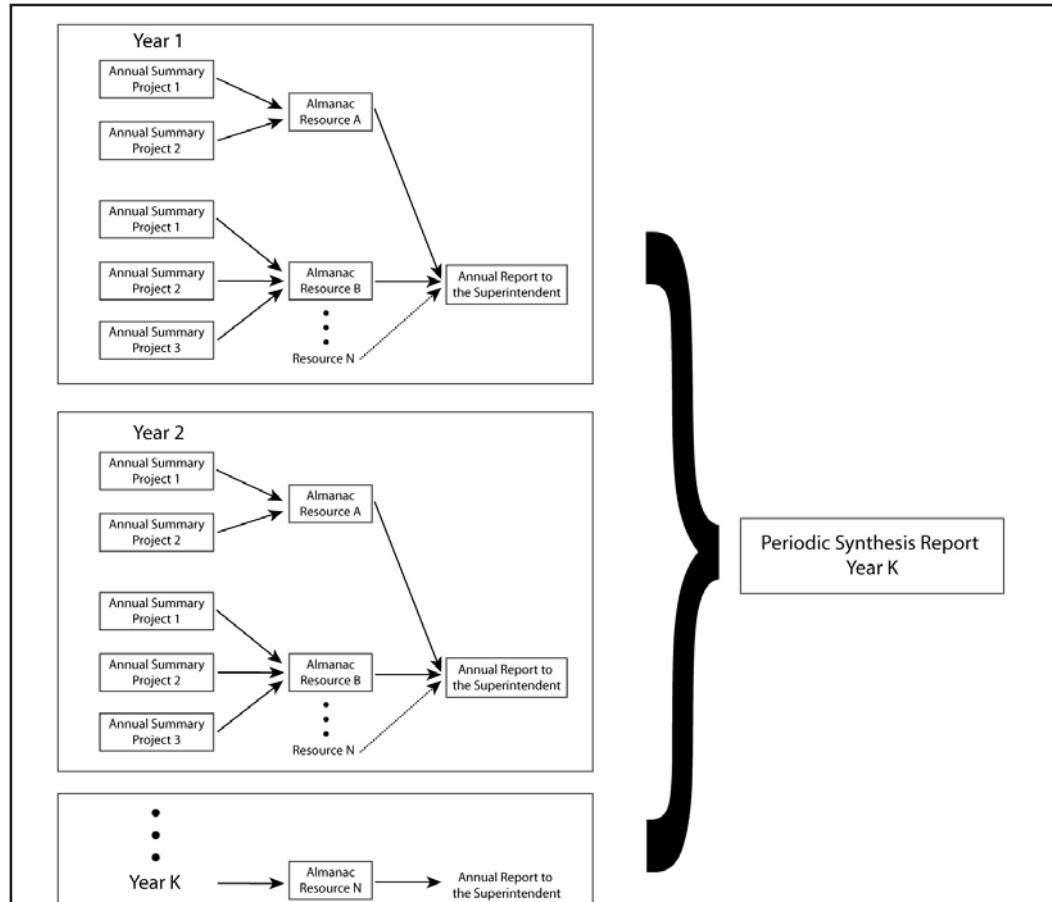 Year 1
Annual Summary
Project 1
Annual Summary
Project 2
Almanac
Resource A
Annual Summary
Project 1
Annual Summary
Project 2
Annual Summary
Project 3
Almanac
Resource B
Resource N
Annual Report to
the Superintendent
Year 2
Annual Summary
Project 1
Annual Summary
Project 2
Almanac
Resource A
Annual Summary
Project 1
Annual Summary
Project 2
Annual Summary
Project 3
Almanac
Resource B
Resource N
Annual Report to
the Superintendent
Year K
Almanac
Resource N
Annual Report to
the Superintendent
Periodic Synthesis Report
Year K